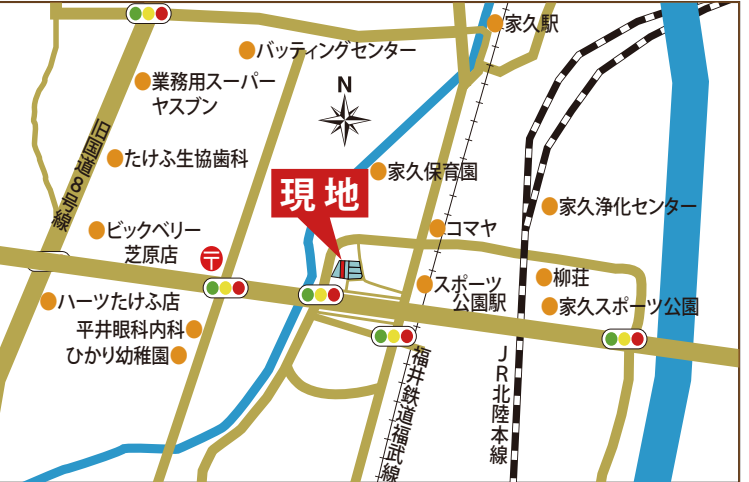 家久駅
バッティングセンター
業務用スーパー
ヤスブン
N
旧国道8号線
たけふ生協歯科
家久保育園
現地
家久浄化センター
ビックベリー
芝原店
コマヤ
〒
スポーツ
公園駅
柳荘
家久スポーツ公園
ハーツたけふ店
平井眼科内科
ひかり幼稚園
福井鉄道福武線
JR北陸本線